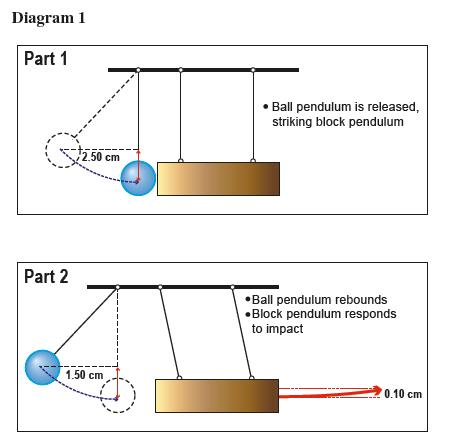 Diagram 1
Part 1
• Ball pendulum is released,
striking block pendulum
2.50 cm
Part 2
•Ball pendulum rebounds
•Block pendulum responds
to impact
1.50 cm
0.10 cm